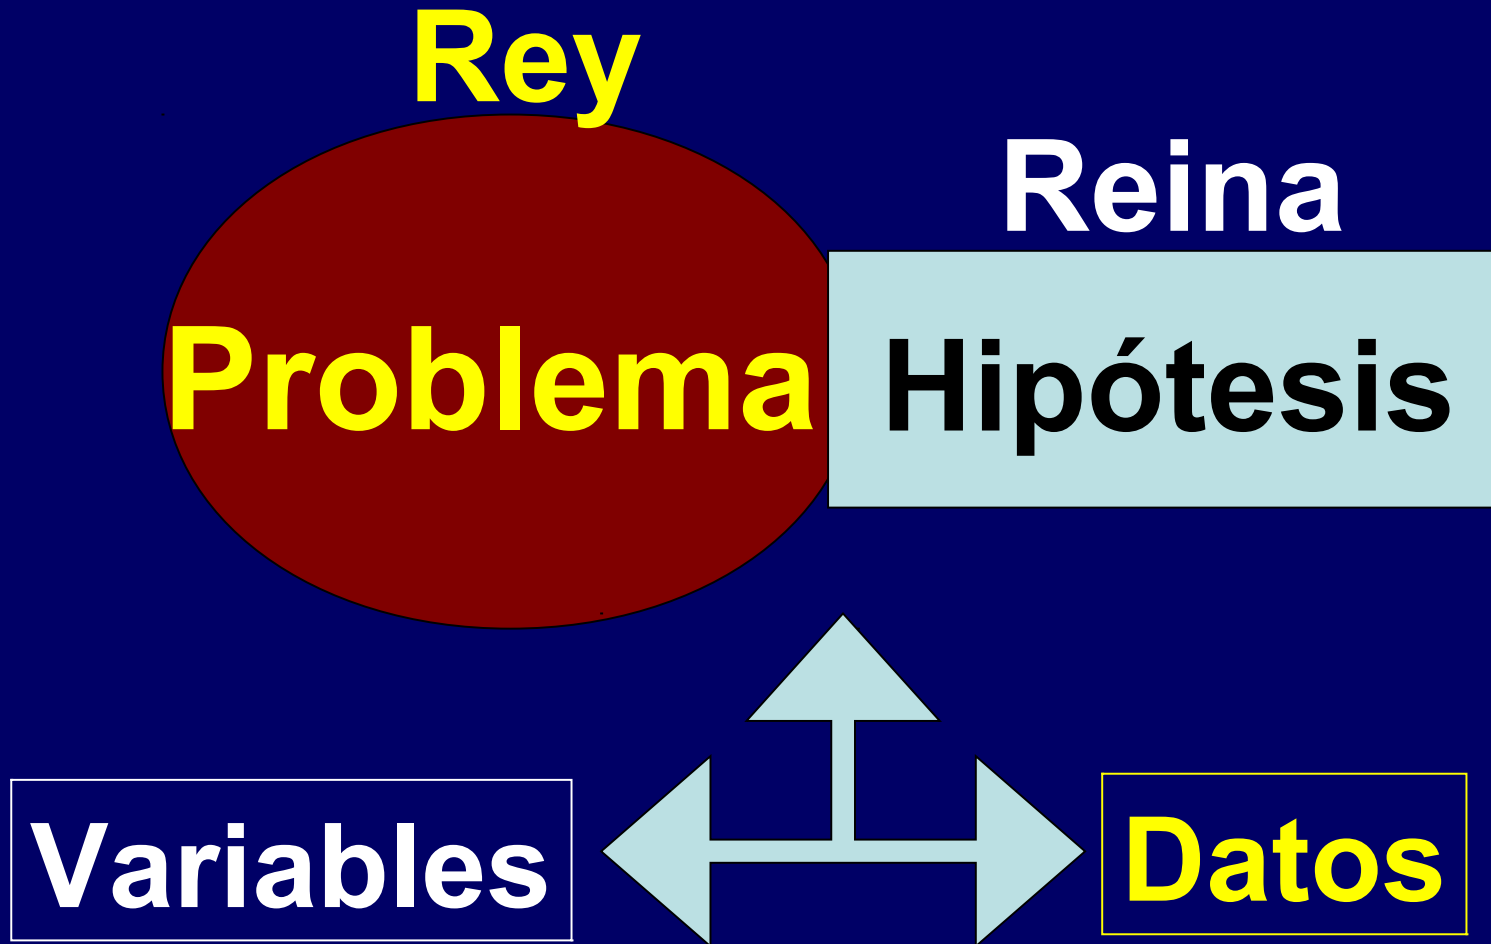 Rey
Reina
Problema
Hipótesis
Variables
Datos